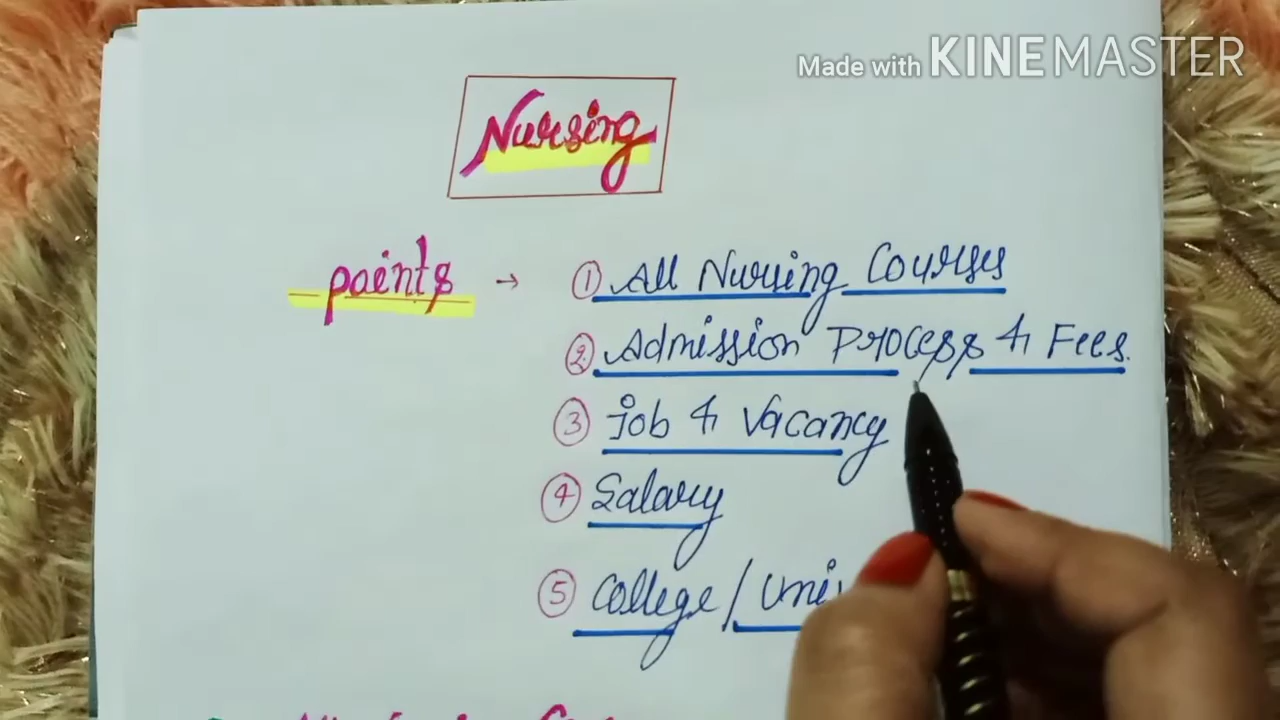 Made with KINEMASTER
Nursing
points → ① All Nursing Courses
② Admission Process & Fees.
③ Job & Vacancy
④ Salary
⑤ College /